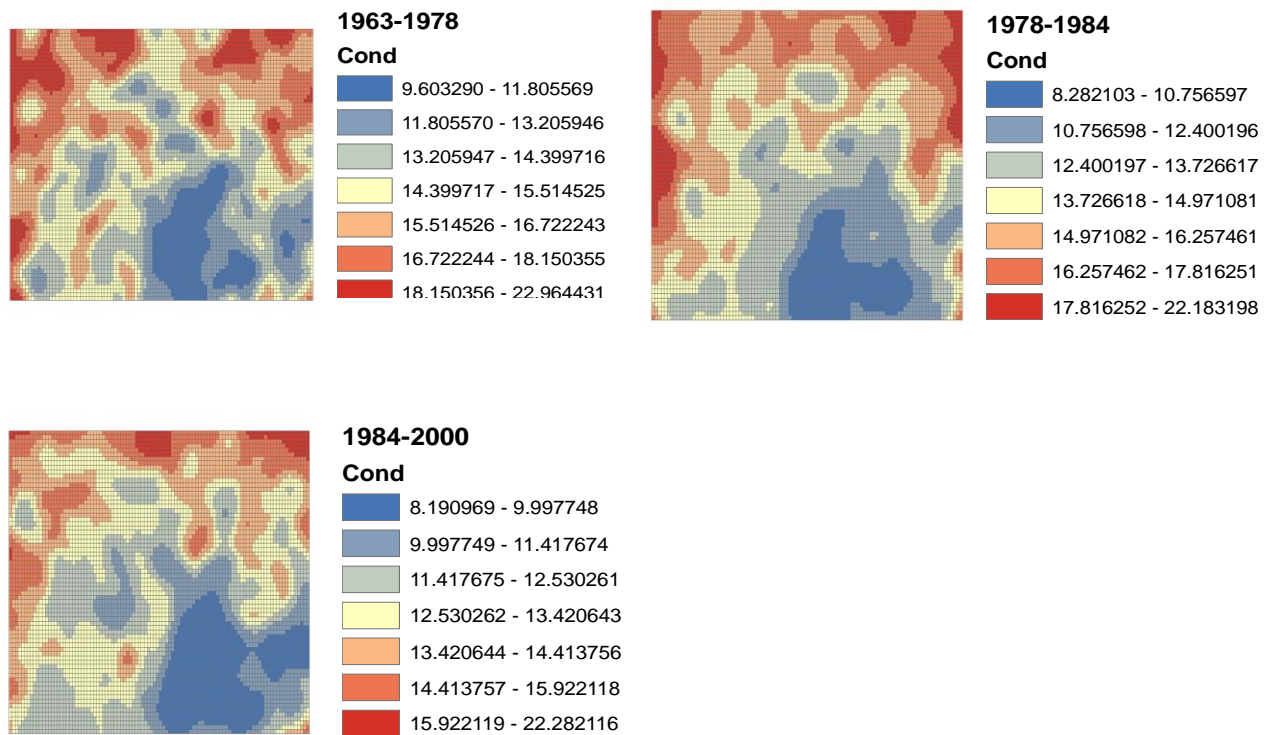 1963-1978
Cond
9.603290 - 11.805569
11.805570 - 13.205946
13.205947 - 14.399716
14.399717 - 15.514525
15.514526 - 16.722243
16.722244 - 18.150355
18.150356 - 22.964431
1978-1984
Cond
8.282103 - 10.756597
10.756598 - 12.400196
12.400197 - 13.726617
13.726618 - 14.971081
14.971082 - 16.257461
16.257462 - 17.816251
17.816252 - 22.183198
1984-2000
Cond
8.190969 - 9.997748
9.997749 - 11.417674
11.417675 - 12.530261
12.530262 - 13.420643
13.420644 - 14.413756
14.413757 - 15.922118
15.922119 - 22.282116